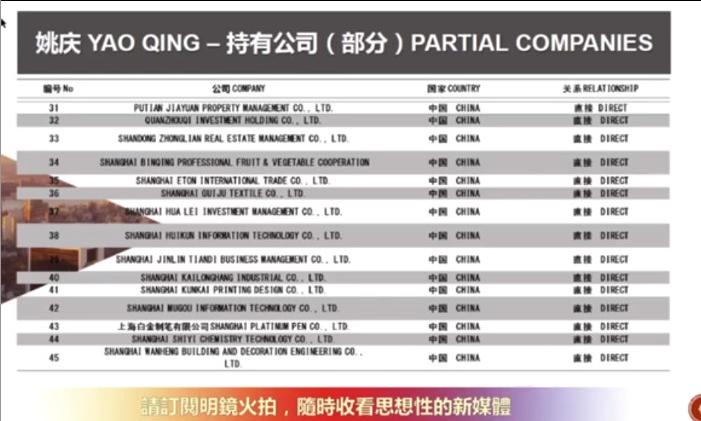 姚庆 YAO QING – 持有公司（部分）PARTIAL COMPANIES
编号 No 公司 COMPANY 国家 COUNTRY 关系 RELATIONSHIP
31 PUTIAN JIAYUAN PROPERTY MANAGEMENT CO., LTD. 中国 CHINA 直接 DIRECT
32 QUANZHOUQI INVESTMENT HOLDING CO., LTD. 中国 CHINA 直接 DIRECT
33 SHANDONG ZHONGLIAN REAL ESTATE MANAGEMENT CO., LTD. 中国 CHINA 直接 DIRECT
34 SHANGHAI BINGING PROFESSIONAL FRUIT & VEGETABLE COOPERATION 中国 CHINA 直接 DIRECT
35 SHANGHAI ETON INTERNATIONAL TRADE CO., LTD. 中国 CHINA 直接 DIRECT
36 SHANGHAI GUIJU TEXTILE CO., LTD. 中国 CHINA 直接 DIRECT
37 SHANGHAI HUA LEI INVESTMENT MANAGEMENT CO., LTD. 中国 CHINA 直接 DIRECT
38 SHANGHAI HUIKUN INFORMATION TECHNOLOGY CO., LTD. 中国 CHINA 直接 DIRECT
39 SHANGHAI JINLIN TIANDI BUSINESS MANAGEMENT CO., LTD. 中国 CHINA 直接 DIRECT
40 SHANGHAI KAILONGHANG INDUSTRIAL CO., LTD. 中国 CHINA 直接 DIRECT
41 SHANGHAI KUNKAI PRINTING DESIGN CO., LTD. 中国 CHINA 直接 DIRECT
42 SHANGHAI MUGOU INFORMATION TECHNOLOGY CO., LTD. 中国 CHINA 直接 DIRECT
43 上海白金制笔有限公司 SHANGHAI PLATINUM PEN CO., LTD. 中国 CHINA 直接 DIRECT
44 SHANGHAI SHIYI CHEMISTRY TECHNOLOGY CO., LTD. 中国 CHINA 直接 DIRECT
45 SHANGHAI WANHENG BUILDING AND DECORATION ENGINEERING CO., 中国 CHINA 直接 DIRECT
LTD.
請訂閱明鏡火拍，隨時收看思想性的新媒體